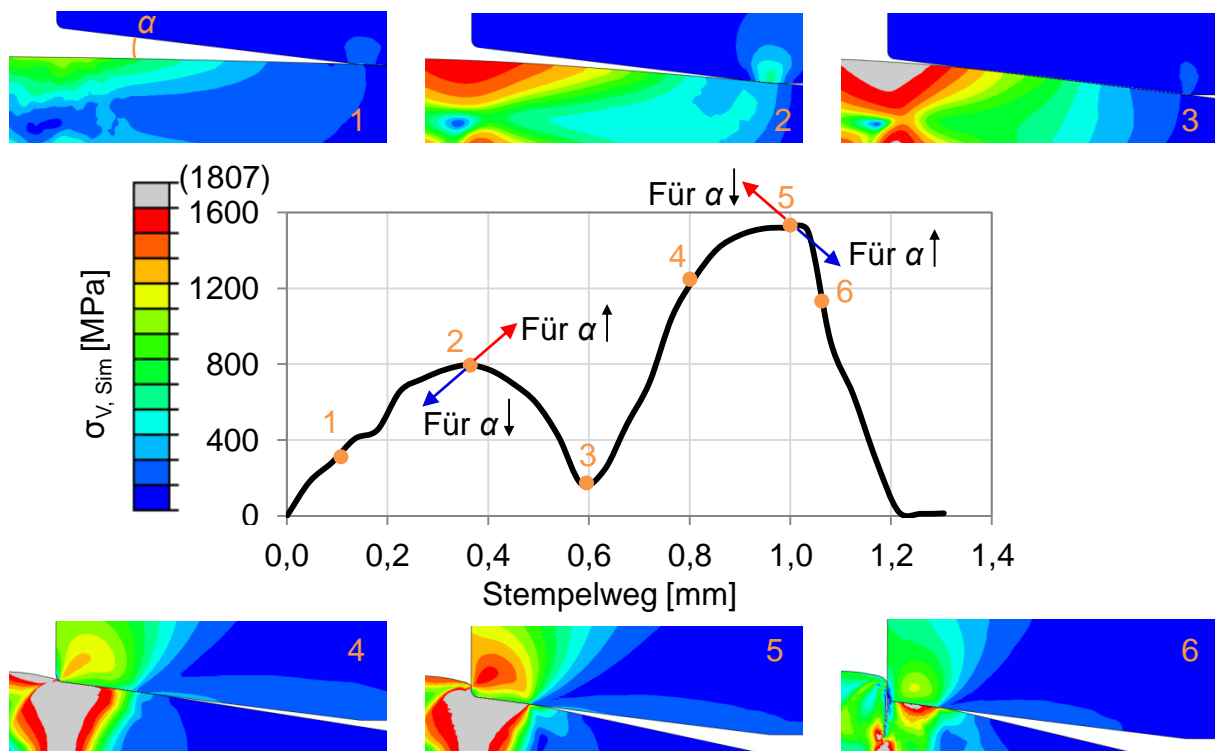 α
1
2
3
(1807)
1600
1200
800
400
0
σV, Sim [MPa]
Für α↓
5
4
Für α↑
6
2
Für α↑
1
Für α↓
3
0,0 0,2 0,4 0,6 0,8 1,0 1,2 1,4
Stempelweg [mm]
4
5
6